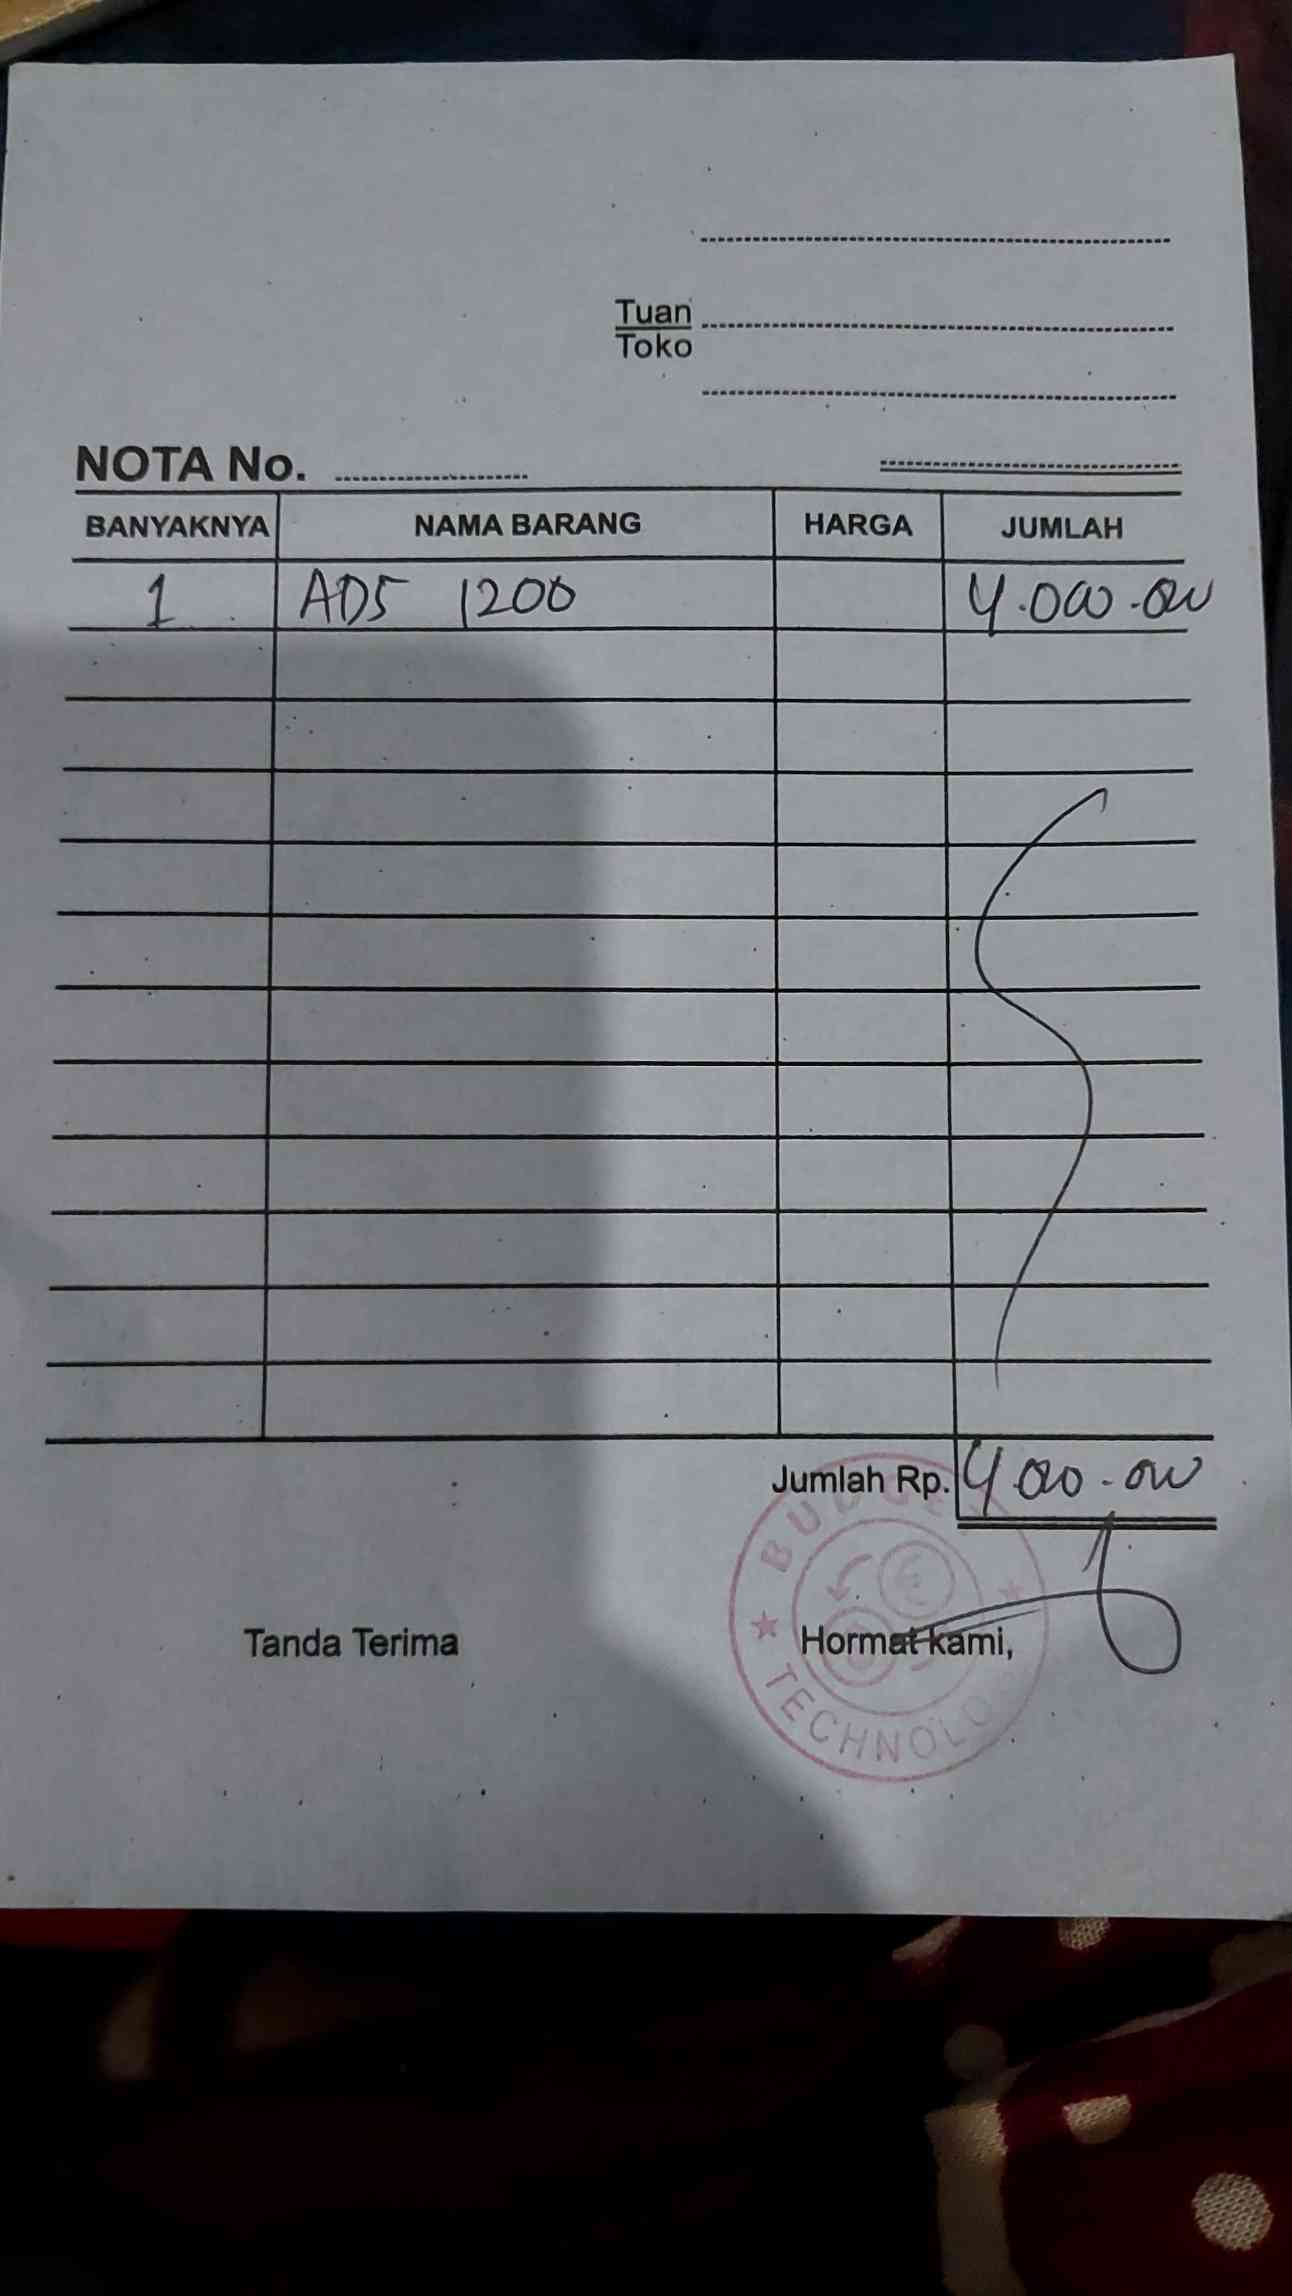 Tuan
Toko
NOTA No.
BANYAKNYA NAMA BARANG HARGA JUMLAH
1 ADS 1200 4.000.000
Jumlah Rp. 4.000.000
Tanda Terima Hormat kami,
BUDGET
TECHNOLO